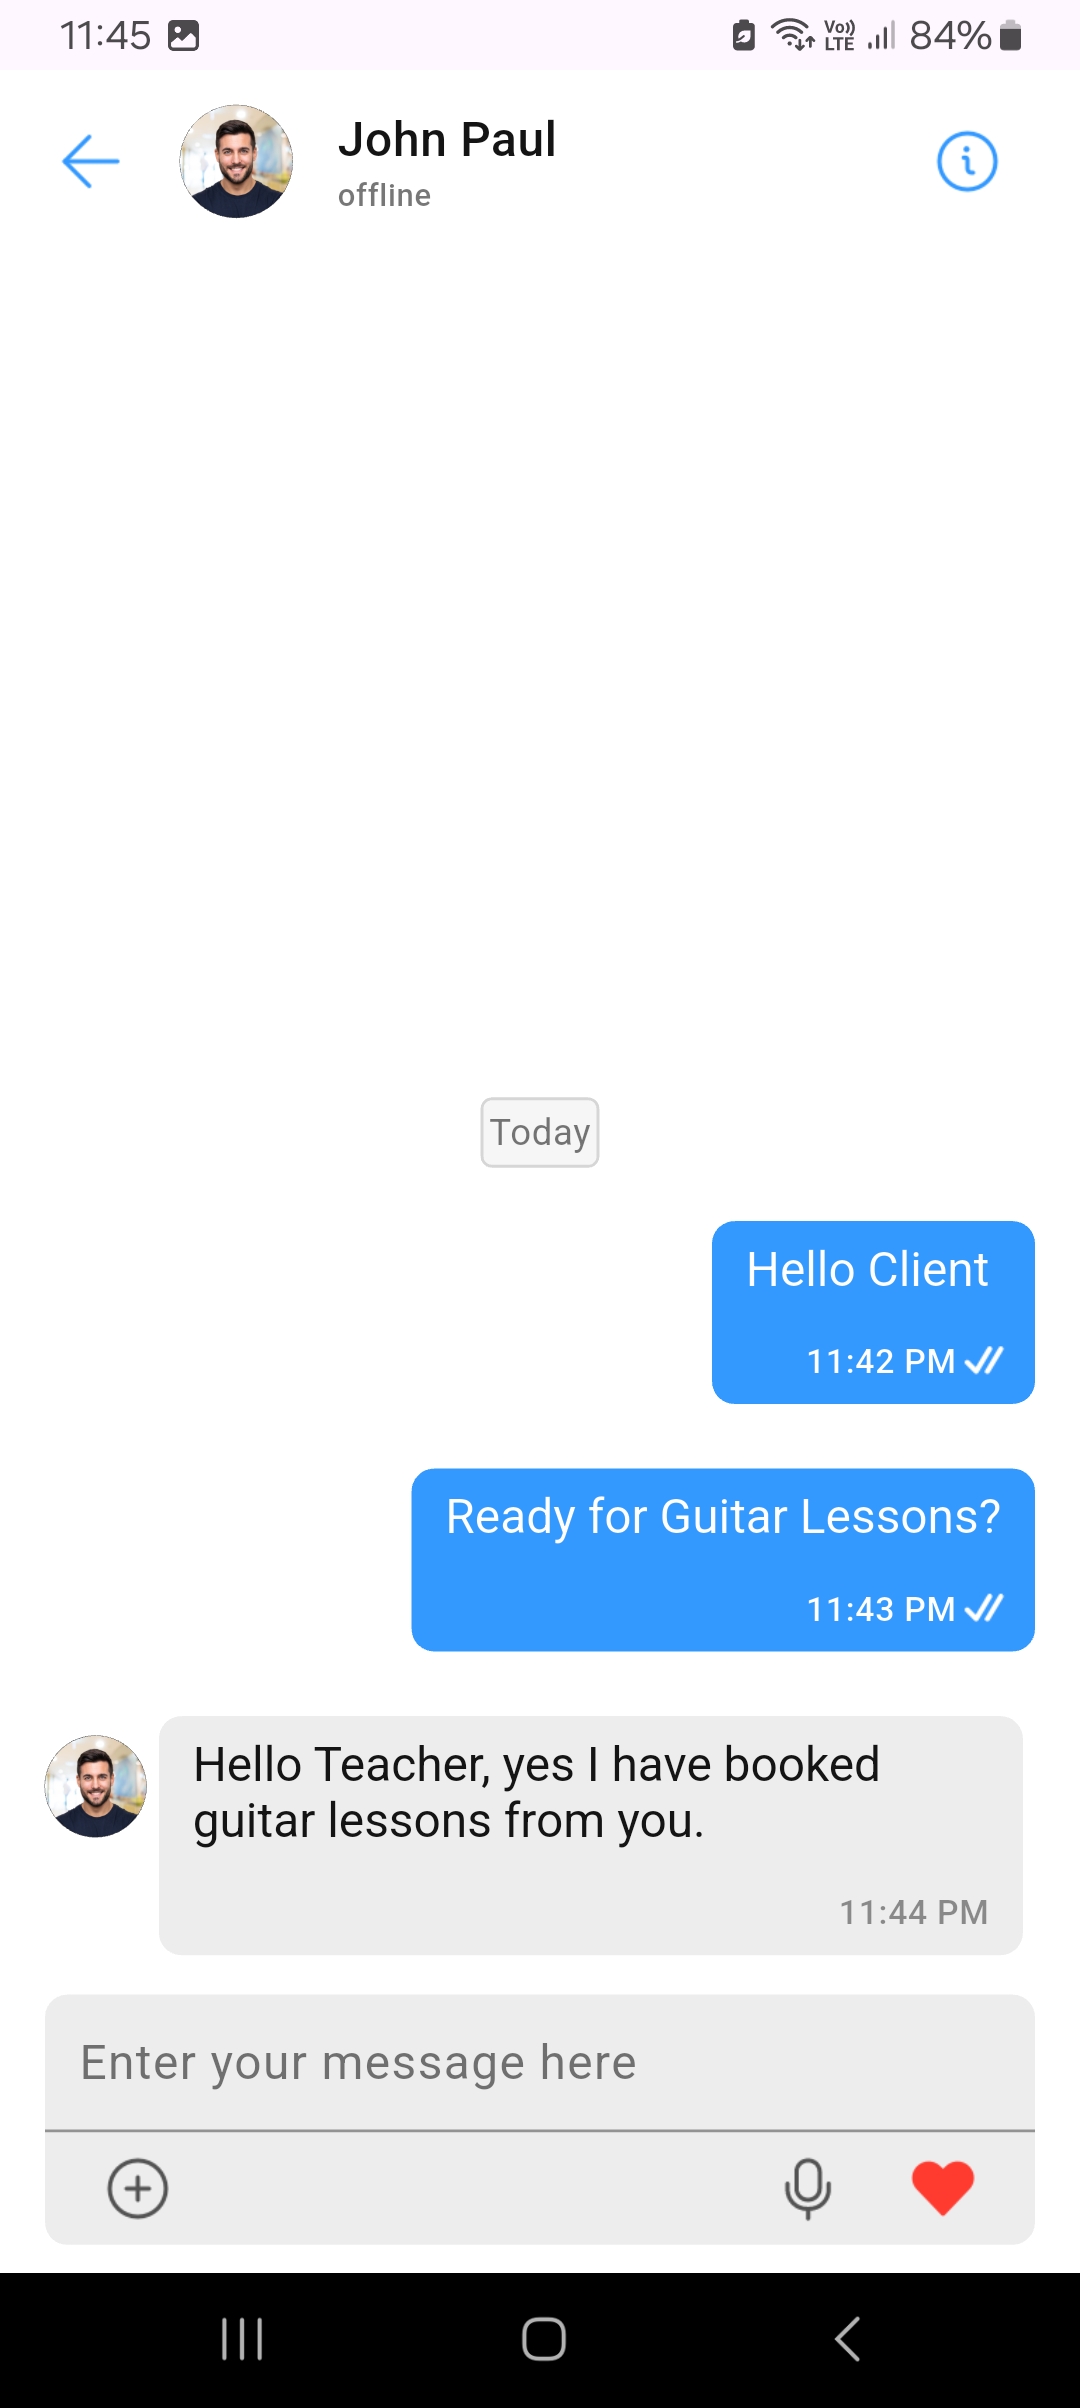 11:45
Vo)) LTE 84%
John Paul
offline
Today
Hello Client
11:42 PM
Ready for Guitar Lessons?
11:43 PM
Hello Teacher, yes I have booked
guitar lessons from you.
11:44 PM
Enter your message here